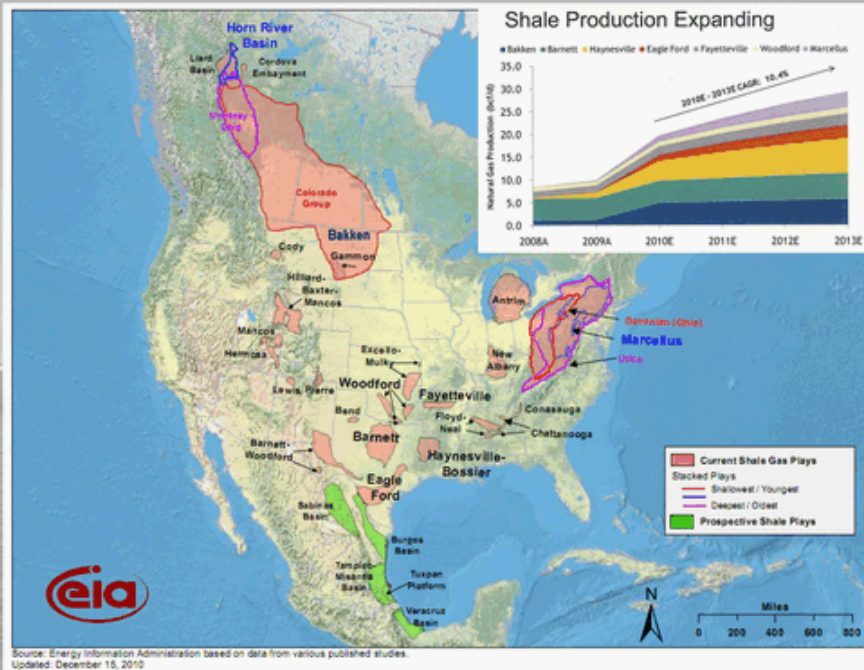 Shale Production Expanding
Bakken Barnett Haynesville Eagle Ford Fayetteville Woodford Marcellus
Natural Gas Production (bcf/d)
35.0
30.0
25.0
20.0
15.0
10.0
5.0
0.0
2010E - 2013E CAGR: 10.4%
2008A 2009A 2010E 2011E 2012E 2013E
Horn River
Basin
Liard
Basin
Cordova
Embayment
Colorado
Group
Bakken
Gammon
Cody
Hilliard-
Baxter-
Mancos
Mancos
Hermosa
Lewis, Pierre
Antrim
Devonian (Ohio)
Marcellus
Utica
New
Albany
Excello-
Mulky
Woodford
Fayetteville
Bend
Floyd-
Neal
Conasauga
Chattanooga
Barnett
Barnett-
Woodford
Haynesville-
Bossier
Eagle
Ford
Sabinas
Basin
Burgos
Basin
Tampico-
Misantla
Basin
Tuxpan
Platform
Veracruz
Basin
Current Shale Gas Plays
Stacked Plays
Shallowest / Youngest
Deepest / Oldest
Prospective Shale Plays
eia
N
Miles
0 200 400 600 800
Source: Energy Information Administration based on data from various published studies.
Updated: December 15, 2010